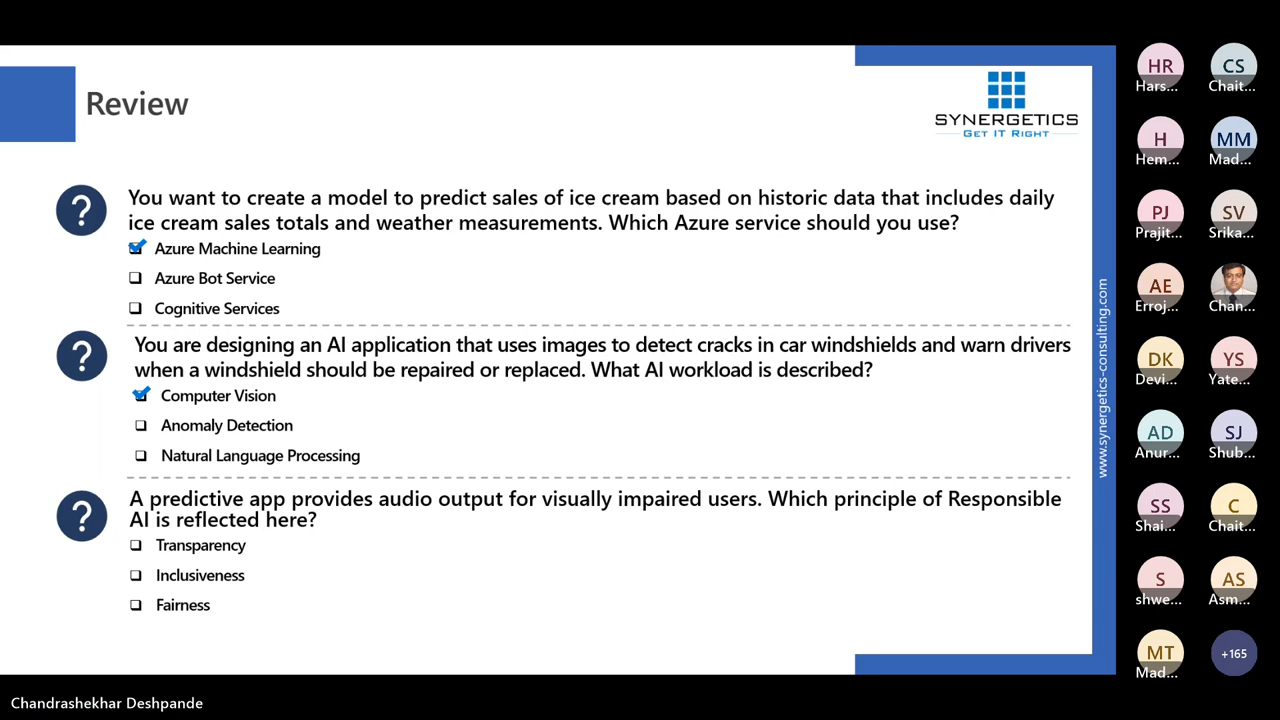 Review
SYNERGETICS
GET IT RIGHT
You want to create a model to predict sales of ice cream based on historic data that includes daily
ice cream sales totals and weather measurements. Which Azure service should you use?
Azure Machine Learning
Azure Bot Service
Cognitive Services
You are designing an AI application that uses images to detect cracks in car windshields and warn drivers
when a windshield should be repaired or replaced. What AI workload is described?
Computer Vision
Anomaly Detection
Natural Language Processing
A predictive app provides audio output for visually impaired users. Which principle of Responsible
AI is reflected here?
Transparency
Inclusiveness
Fairness
www.synergetics-consulting.com
HR CS
Hars... Chait...
H MM
Hem... Mad...
PJ SV
Prajit... Srika...
AE
Erroj... Chan...
DK YS
Devi... Yate...
AD SJ
Anur... Shub...
SS C
Shai... Chait...
S AS
shwe... Asm...
MT +165
Mad...
Chandrashekhar Deshpande